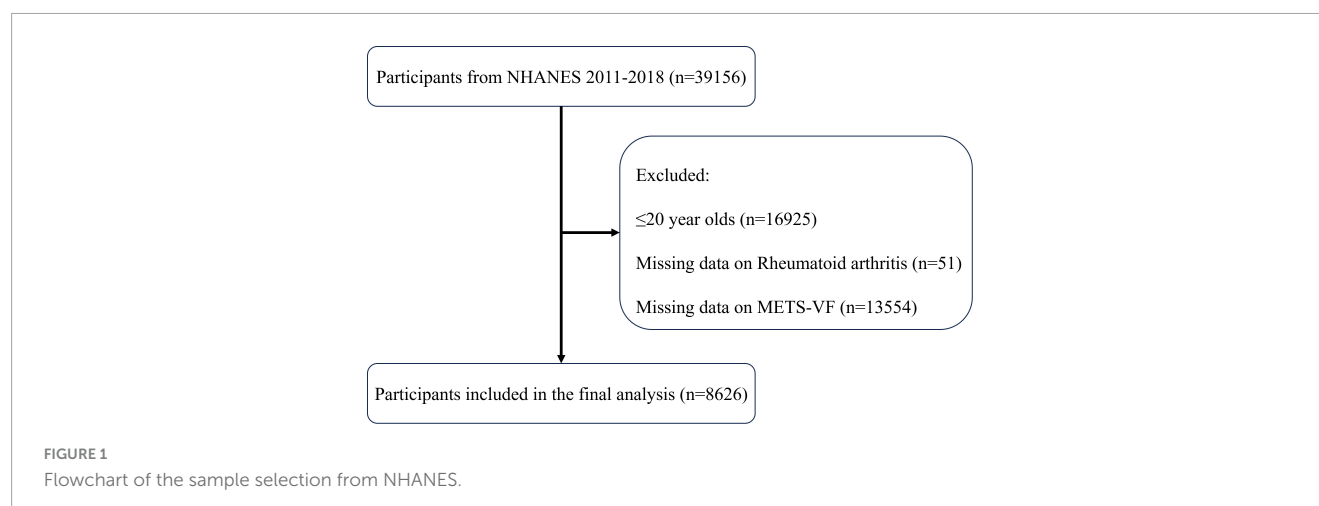 Participants from NHANES 2011-2018 (n=39156)
Excluded:
≤20 year olds (n=16925)
Missing data on Rheumatoid arthritis (n=51)
Missing data on METS-VF (n=13554)
Participants included in the final analysis (n=8626)
FIGURE 1
Flowchart of the sample selection from NHANES.